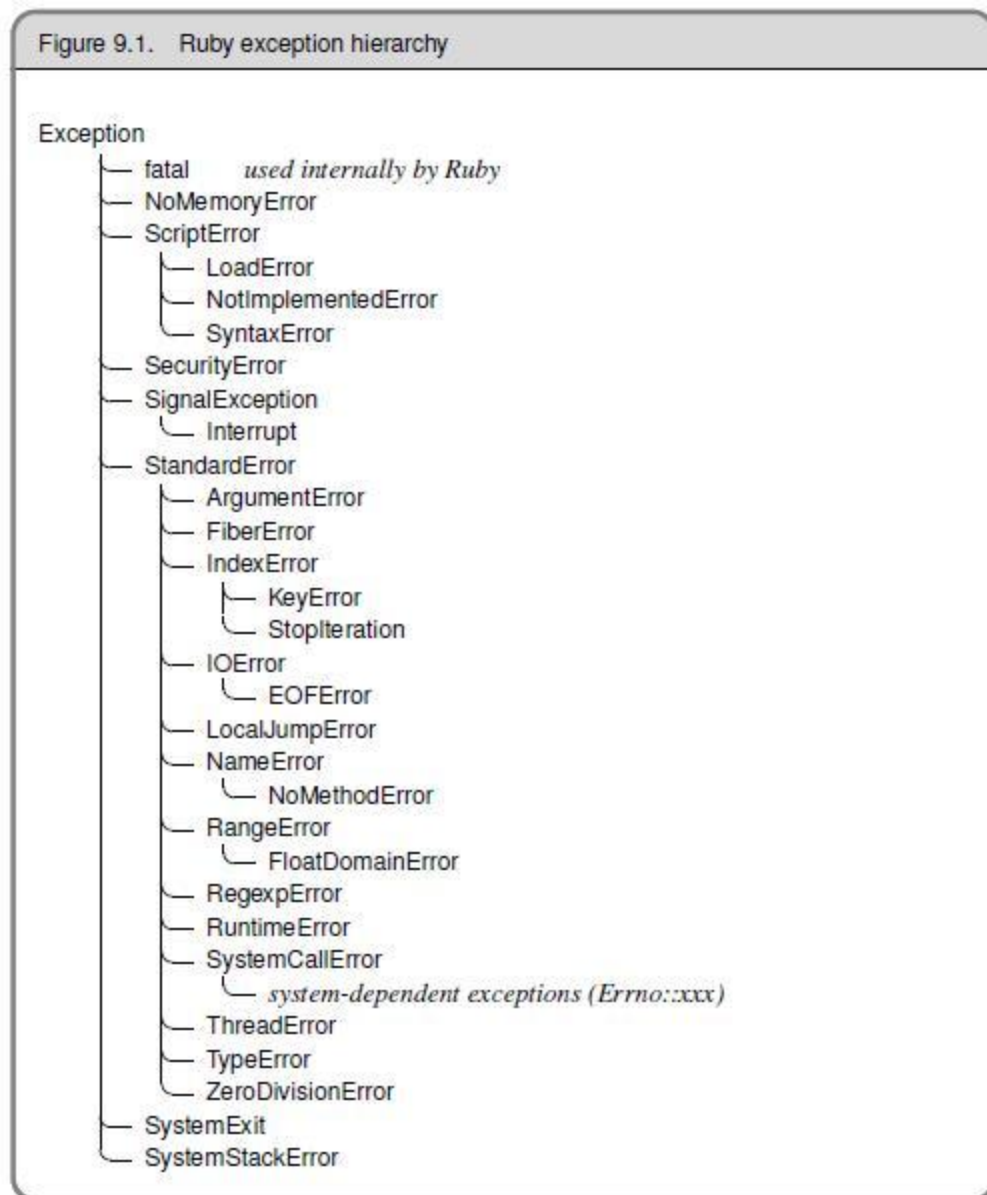 Figure 9.1. Ruby exception hierarchy
Exception
fatal used internally by Ruby
NoMemoryError
ScriptError
LoadError
NotImplementedError
SyntaxError
SecurityError
SignalException
Interrupt
StandardError
ArgumentError
FiberError
IndexError
KeyError
StopIteration
IOError
EOFError
LocalJumpError
NameError
NoMethodError
RangeError
FloatDomainError
RegexpError
RuntimeError
SystemCallError
system-dependent exceptions (Errno::xxx)
ThreadError
TypeError
ZeroDivisionError
SystemExit
SystemStackError